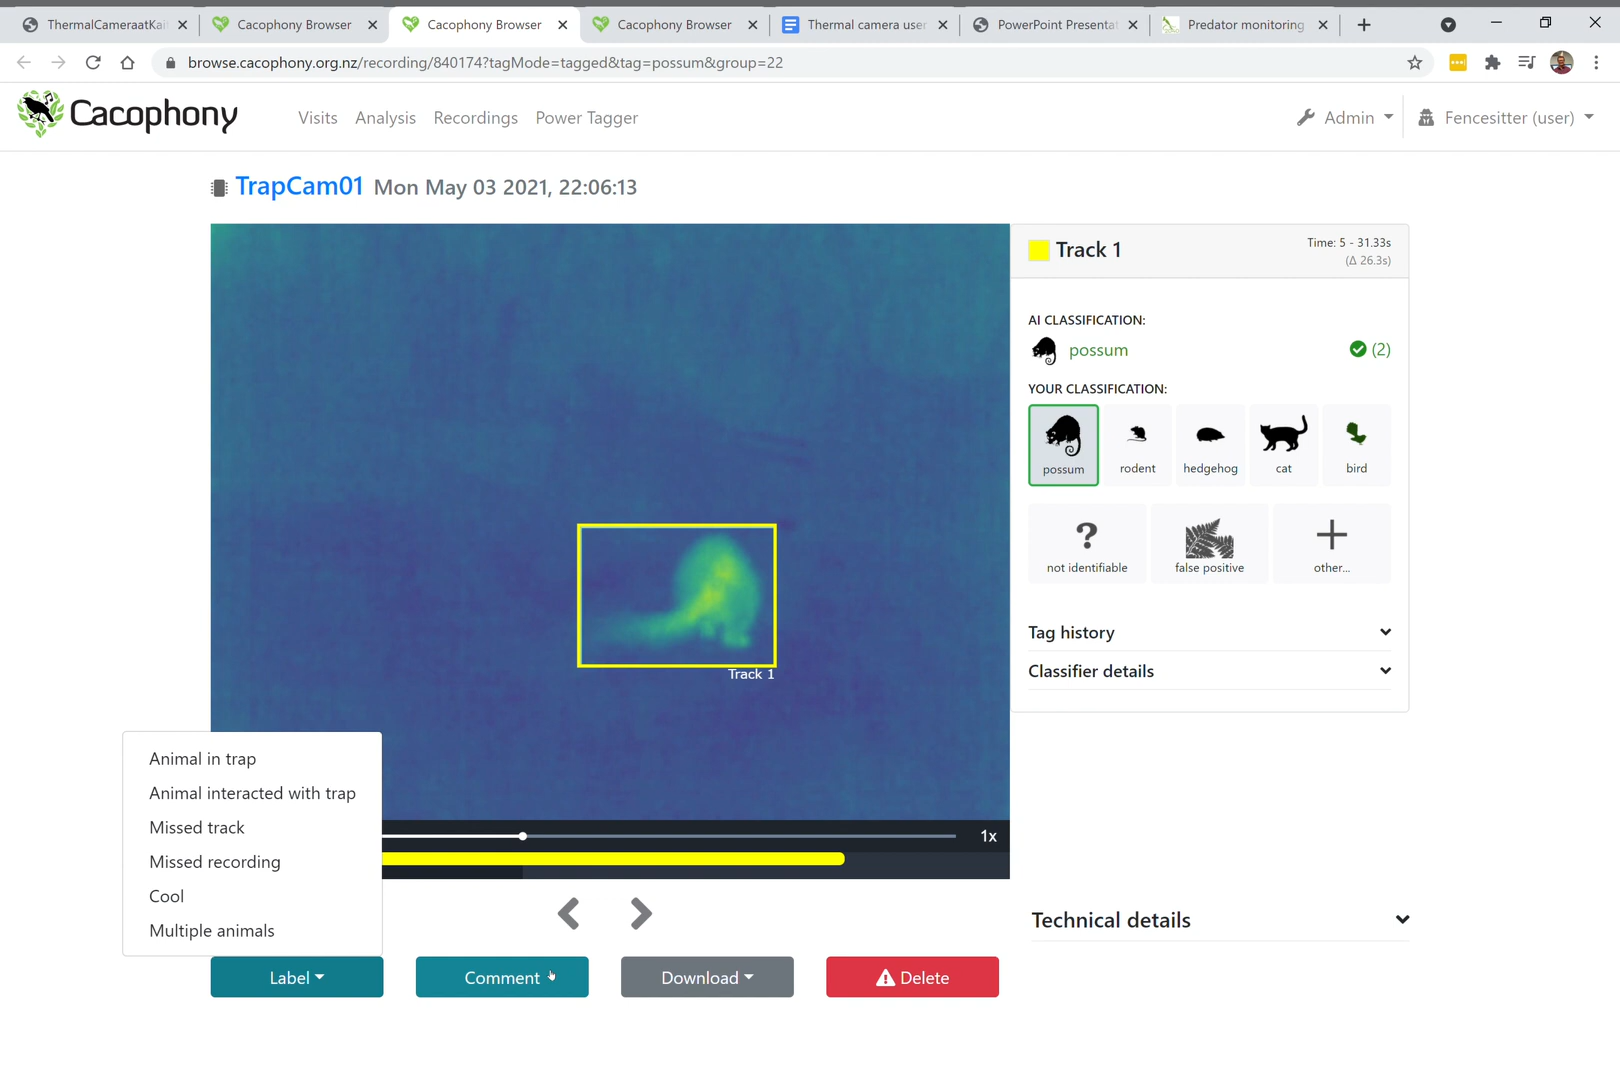 ThermalCameraatKai
Cacophony Browser
Cacophony Browser
Cacophony Browser
Thermal camera user
PowerPoint Presentat
Predator monitoring
browse.cacophony.org.nz/recording/840174?tagMode=tagged&tag=possum&group=22
Cacophony
Visits
Analysis
Recordings
Power Tagger
Admin
Fencesitter (user)
TrapCam01 Mon May 03 2021, 22:06:13
Track 1
Time: 5 - 31.33s
(Δ 26.3s)
AI CLASSIFICATION:
possum
(2)
YOUR CLASSIFICATION:
possum
rodent
hedgehog
cat
bird
?
not identifiable
false positive
other...
Tag history
Classifier details
Track 1
Animal in trap
Animal interacted with trap
Missed track
Missed recording
Cool
Multiple animals
1x
Technical details
Label
Comment
Download
Delete